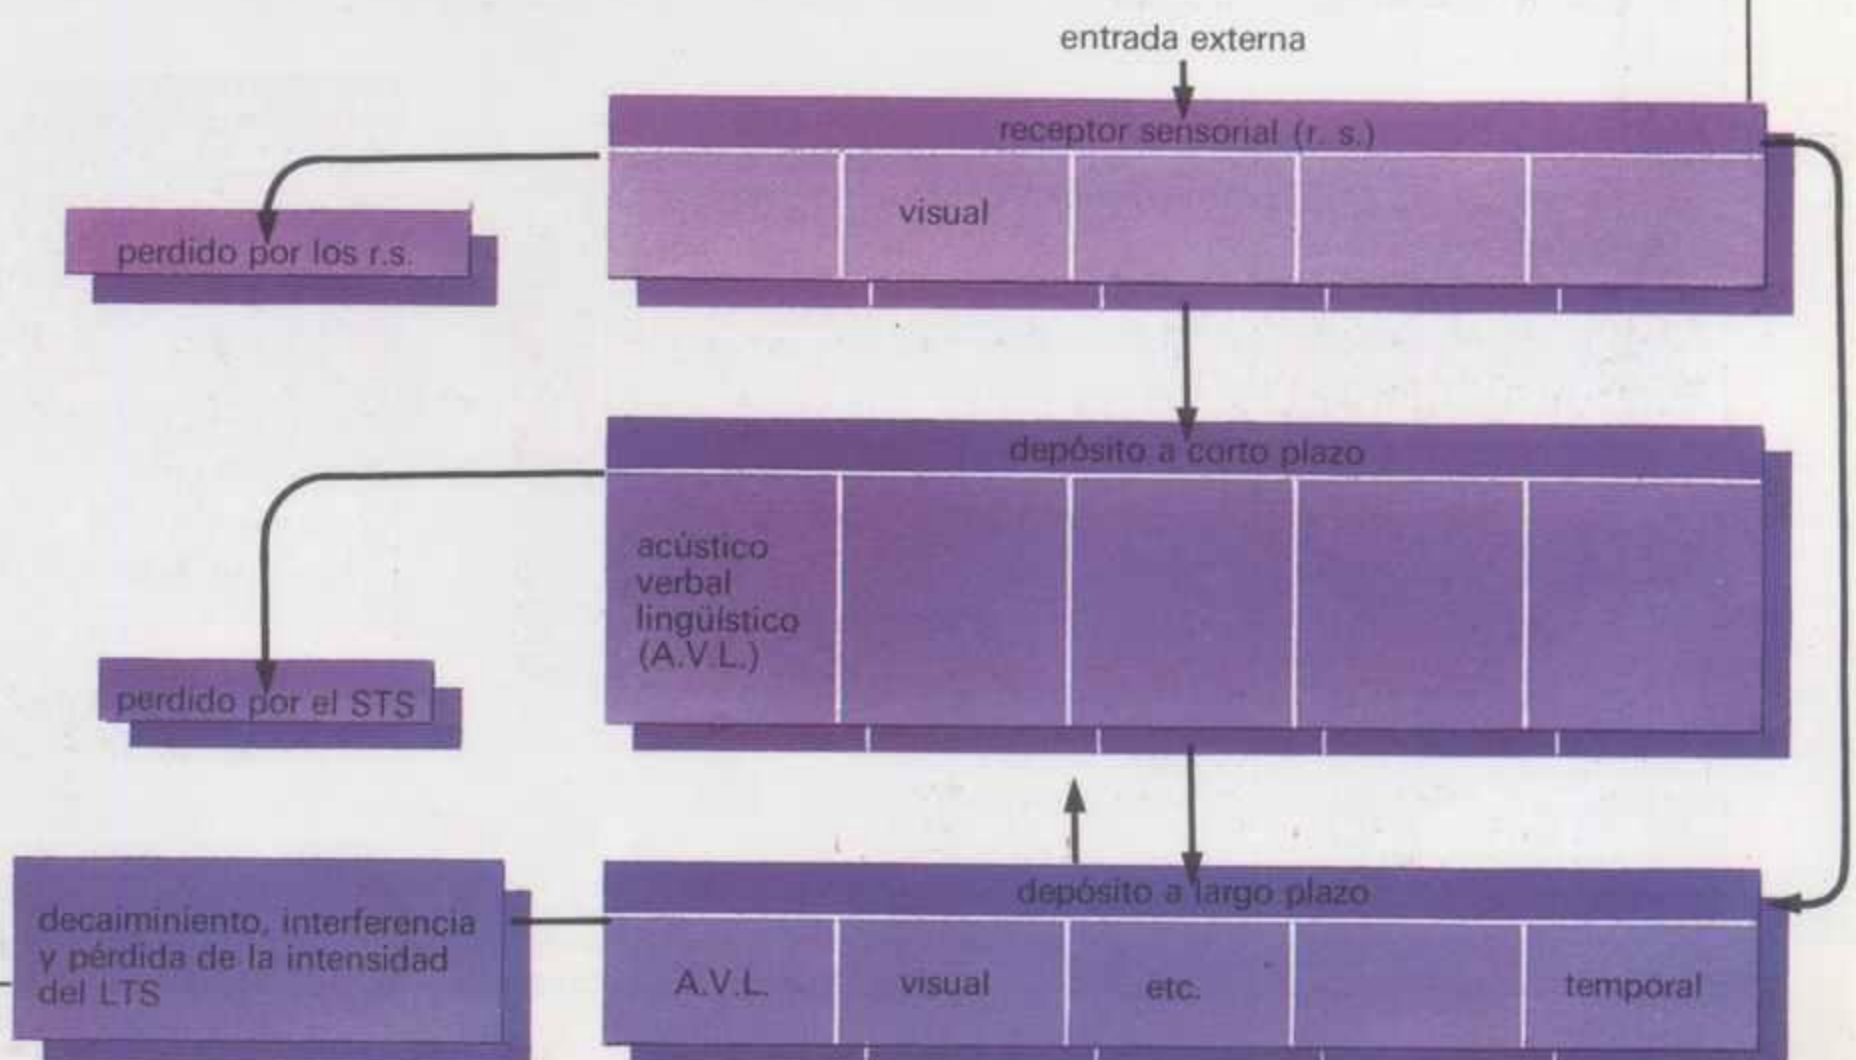 entrada externa
receptor sensorial (r. s.)
visual
perdido por los r.s.
depósito a corto plazo
acústico
verbal
lingüístico
(A.V.L.)
perdido por el STS
depósito a largo plazo
decaiminiento, interferencia
y pérdida de la intensidad
del LTS
A.V.L.
visual
etc.
temporal